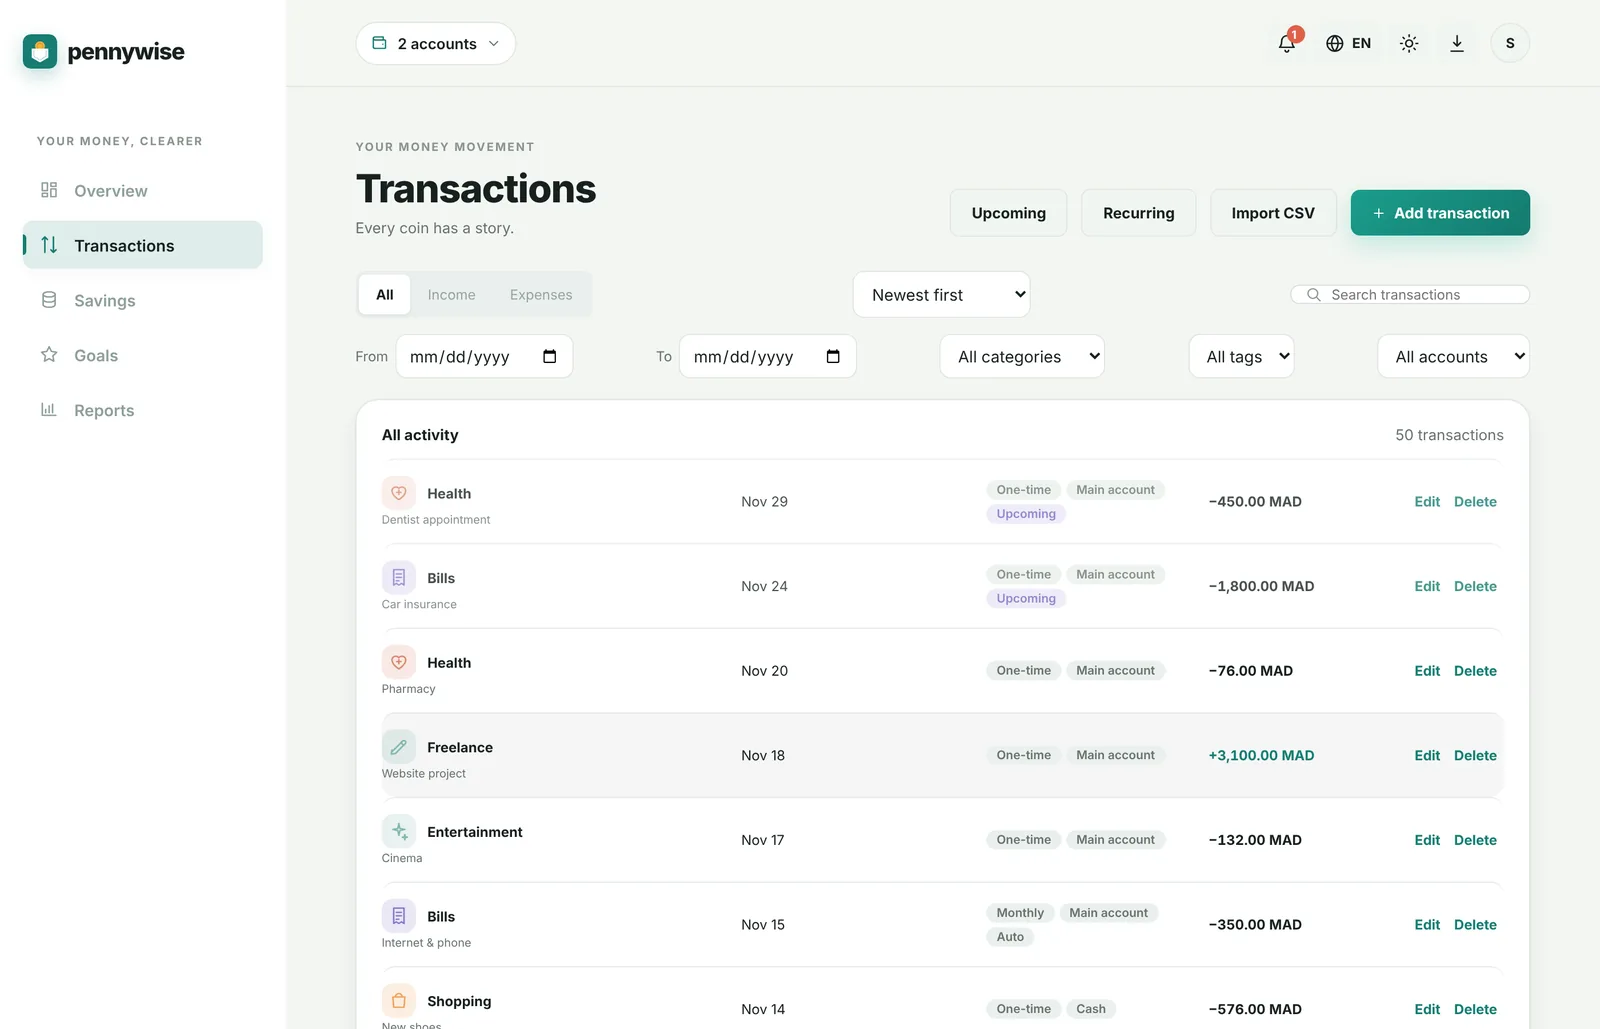 pennywise
2 accounts
1
EN
S
YOUR MONEY, CLEARER
Overview
Transactions
Savings
Goals
Reports
YOUR MONEY MOVEMENT
Transactions
Every coin has a story.
Upcoming
Recurring
Import CSV
+ Add transaction
All
Income
Expenses
Newest first
Search transactions
From
mm/dd/yyyy
To
mm/dd/yyyy
All categories
All tags
All accounts
All activity
50 transactions
Health
Dentist appointment
Nov 29
One-time
Main account
Upcoming
−450.00 MAD
Edit
Delete
Bills
Car insurance
Nov 24
One-time
Main account
Upcoming
−1,800.00 MAD
Edit
Delete
Health
Pharmacy
Nov 20
One-time
Main account
−76.00 MAD
Edit
Delete
Freelance
Website project
Nov 18
One-time
Main account
+3,100.00 MAD
Edit
Delete
Entertainment
Cinema
Nov 17
One-time
Main account
−132.00 MAD
Edit
Delete
Bills
Internet & phone
Nov 15
Monthly
Main account
Auto
−350.00 MAD
Edit
Delete
Shopping
New shoes
Nov 14
One-time
Cash
−576.00 MAD
Edit
Delete